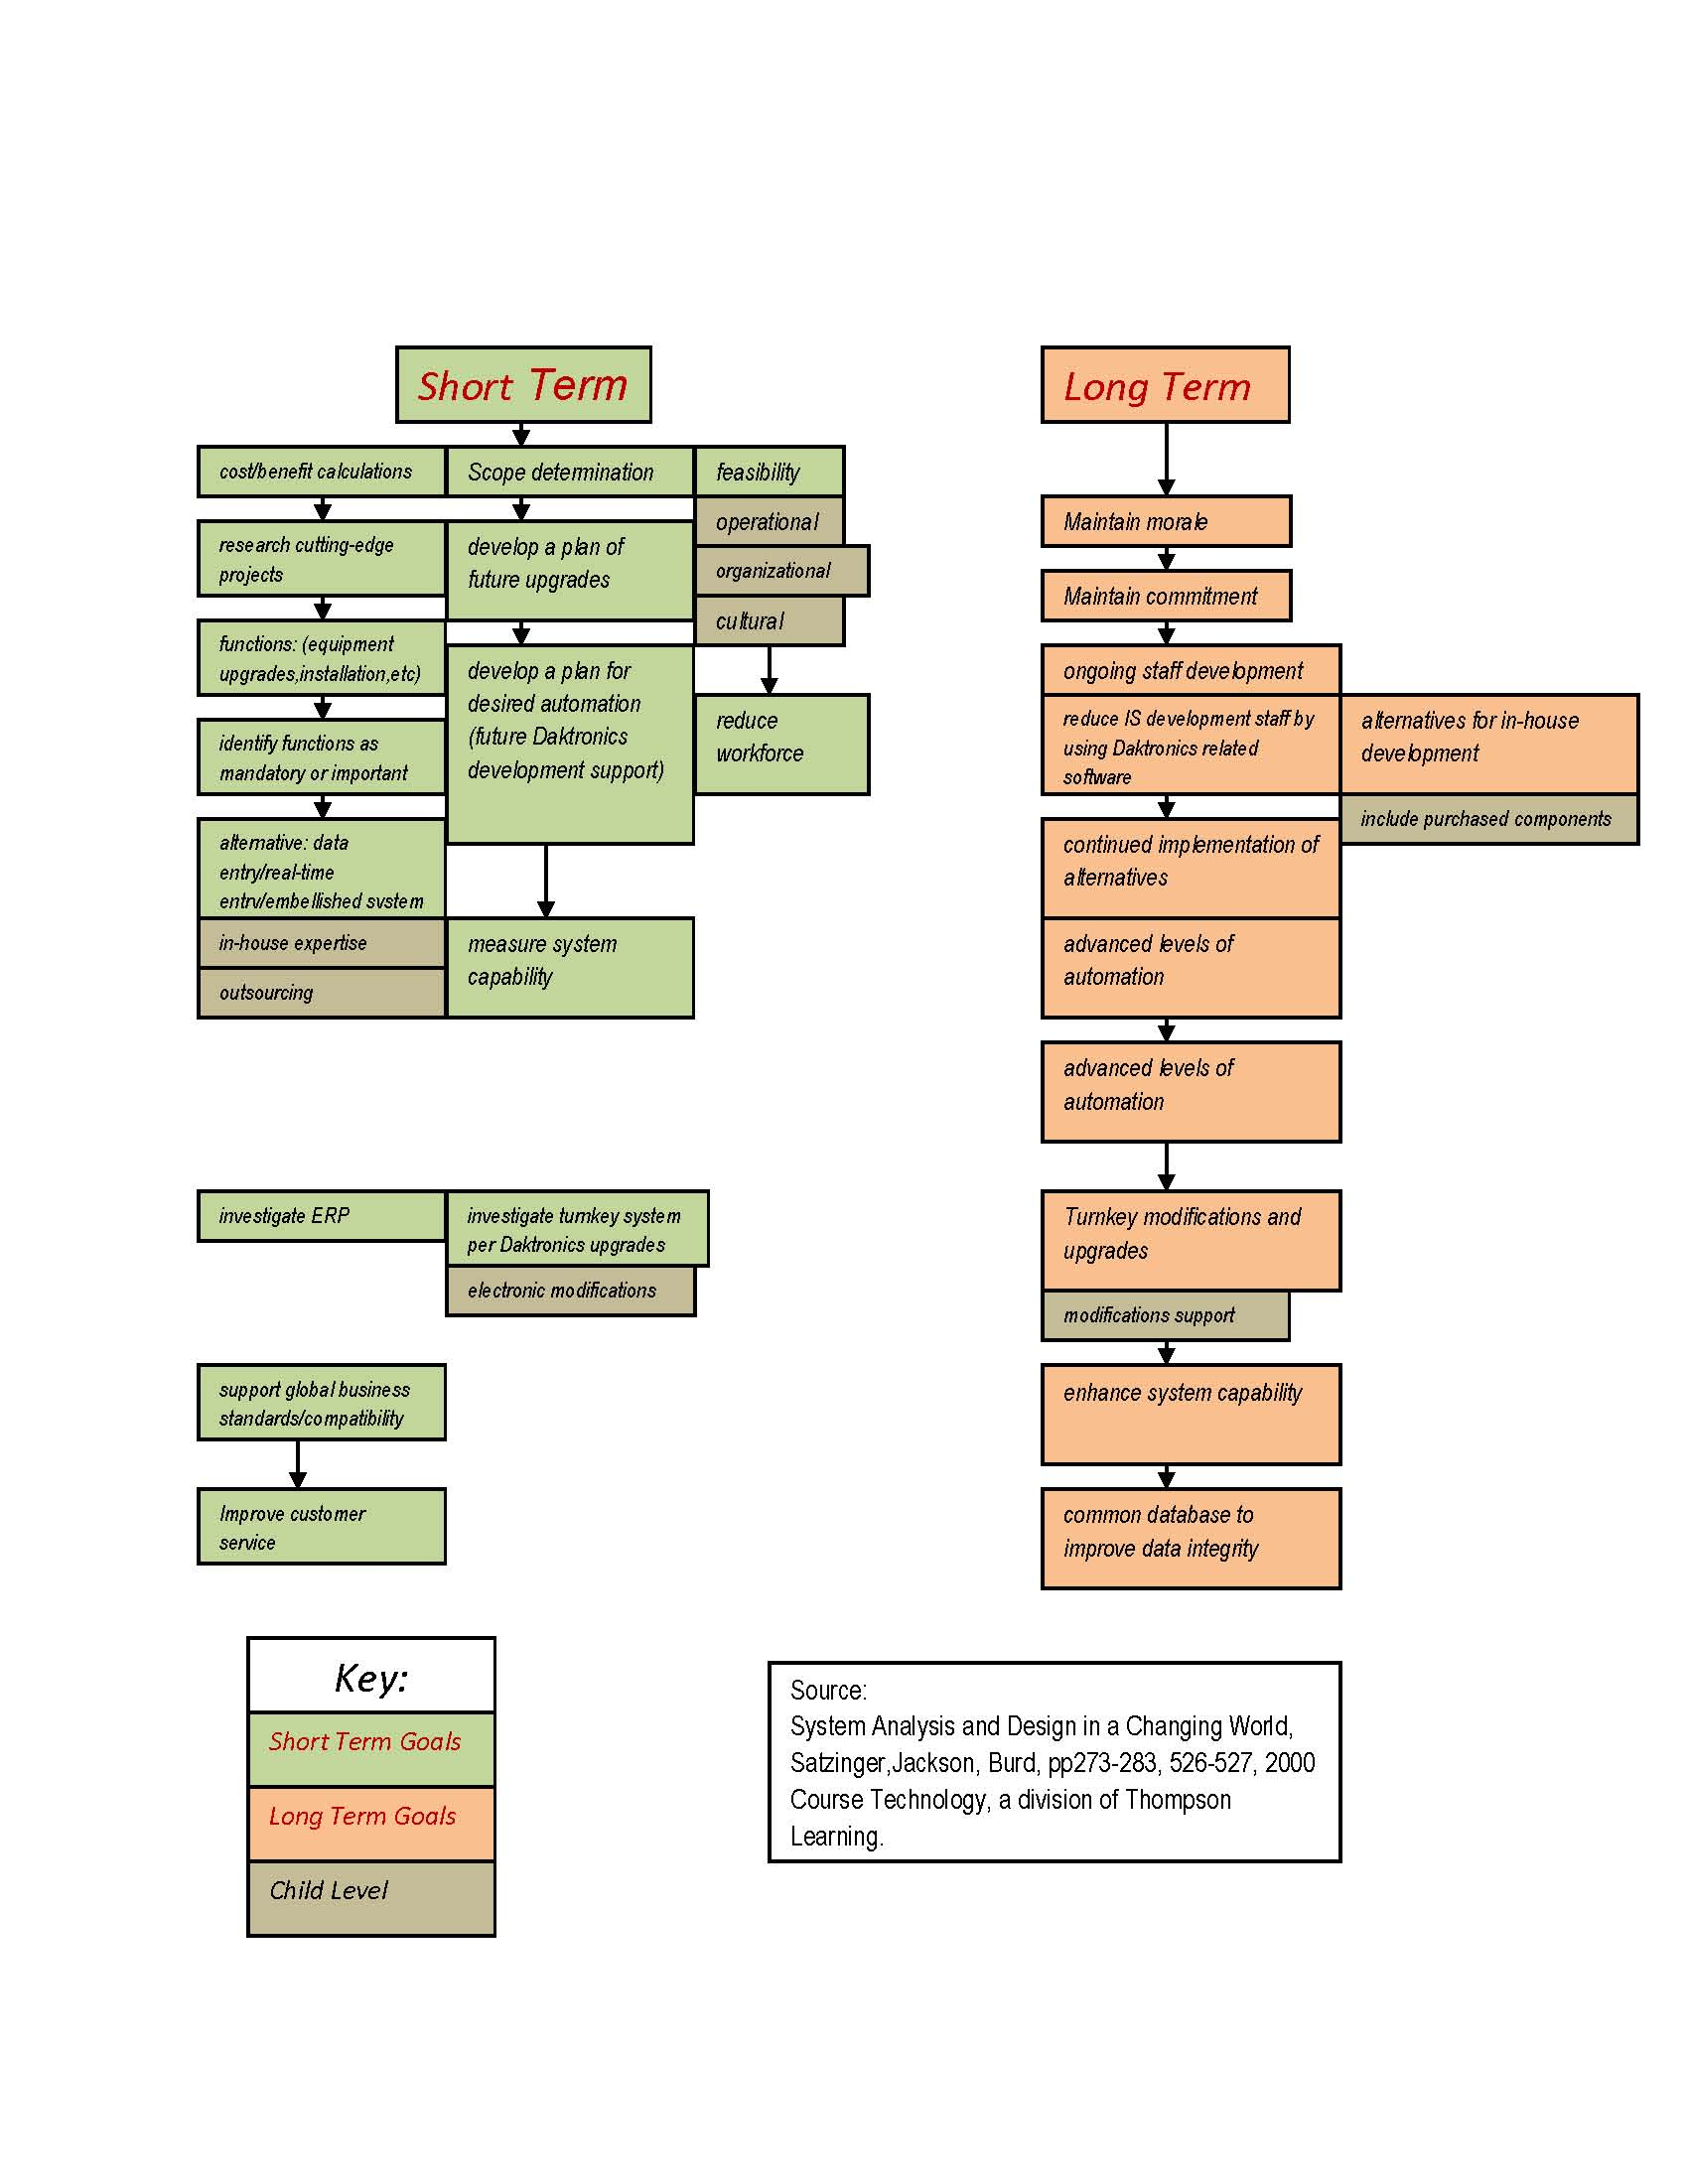 Short Term
Long Term
cost/benefit calculations
Scope determination
feasibility
operational
organizational
cultural
research cutting-edge
projects
develop a plan of
future upgrades
functions: (equipment
upgrades,installation,etc)
develop a plan for
desired automation
(future Daktronics
development support)
reduce
workforce
identify functions as
mandatory or important
alternative: data
entry/real-time
entry/embellished system
in-house expertise
outsourcing
measure system
capability
Maintain morale
Maintain commitment
ongoing staff development
reduce IS development staff by
using Daktronics related
software
alternatives for in-house
development
include purchased components
continued implementation of
alternatives
advanced levels of
automation
advanced levels of
automation
investigate ERP
investigate turnkey system
per Daktronics upgrades
electronic modifications
Turnkey modifications and
upgrades
modifications support
support global business
standards/compatibility
enhance system capability
Improve customer
service
common database to
improve data integrity
Key:
Short Term Goals
Long Term Goals
Child Level
Source:
System Analysis and Design in a Changing World,
Satzinger,Jackson, Burd, pp273-283, 526-527, 2000
Course Technology, a division of Thompson
Learning.